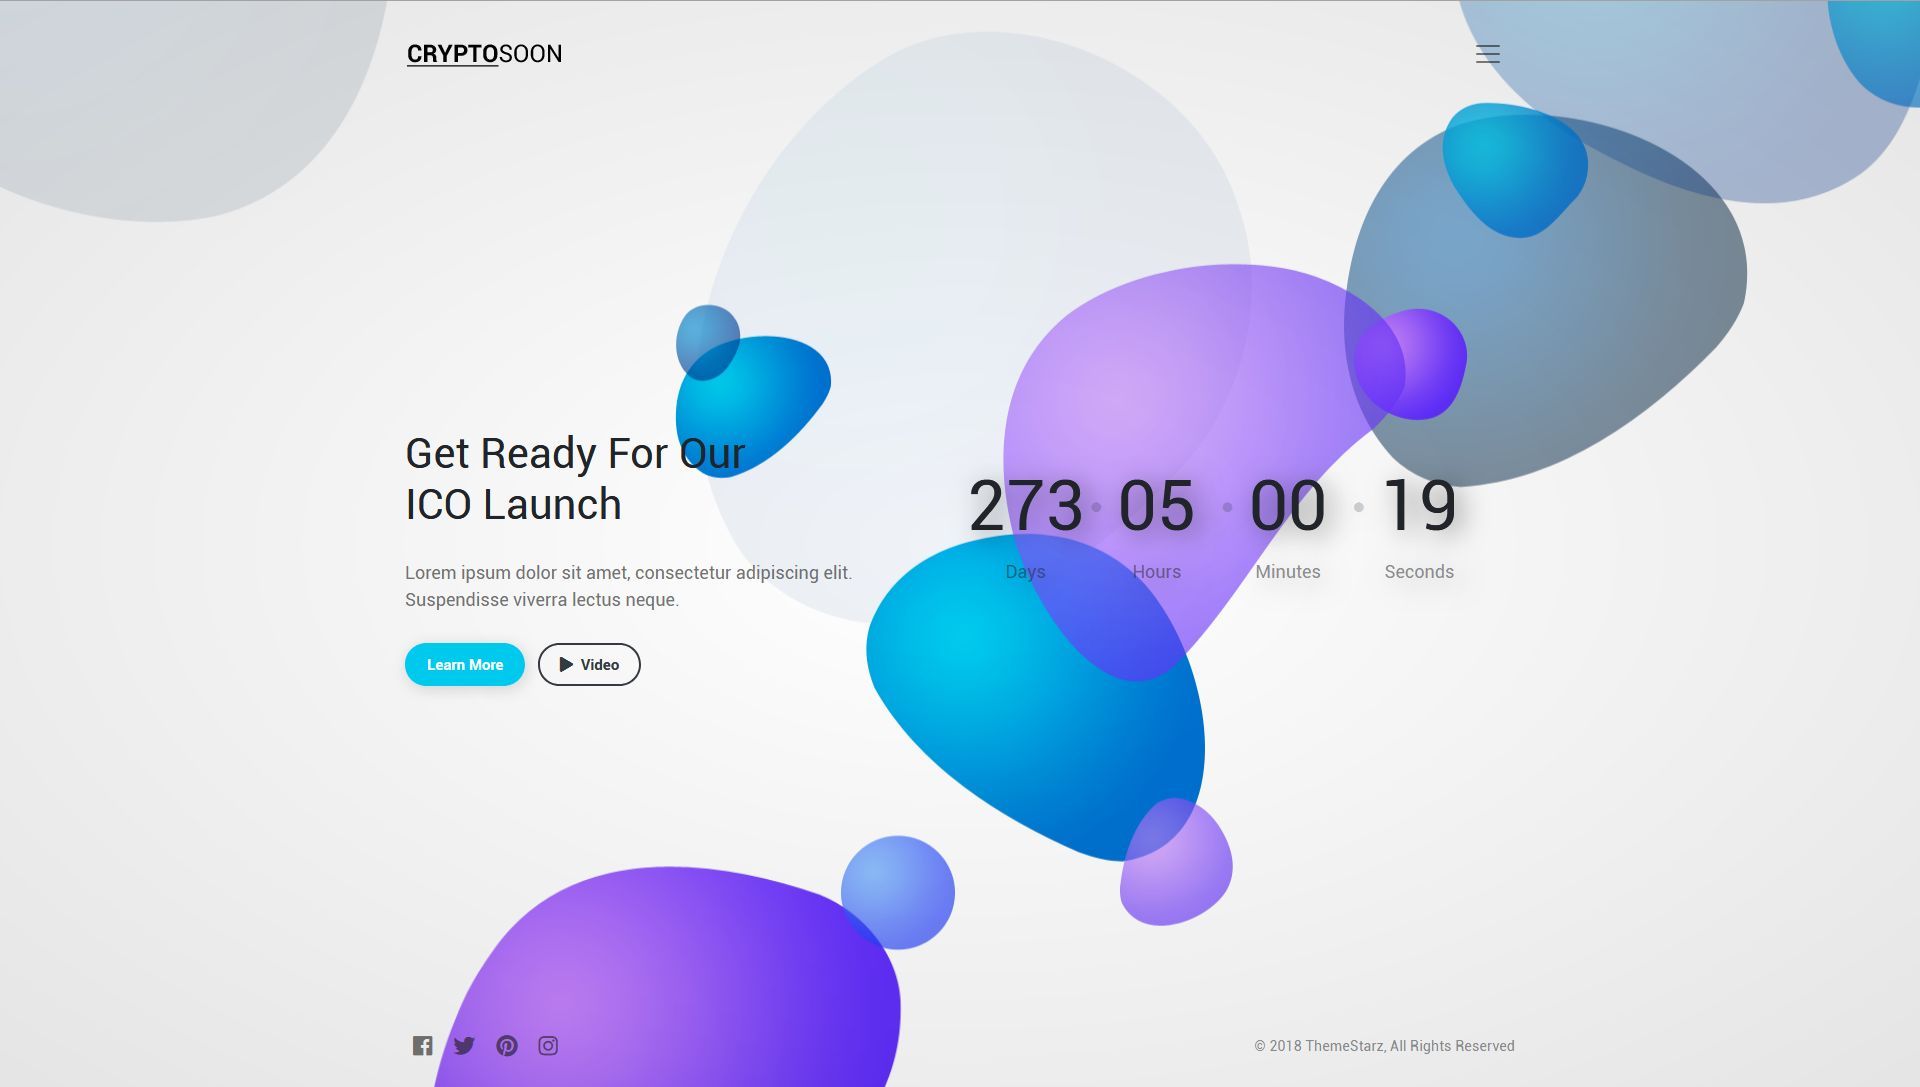 CRYPTOSOON
Get Ready For Our
ICO Launch
Lorem ipsum dolor sit amet, consectetur adipiscing elit.
Suspendisse viverra lectus neque.
Learn More
Video
273 05 00 19
Days Hours Minutes Seconds
© 2018 ThemeStarz, All Rights Reserved